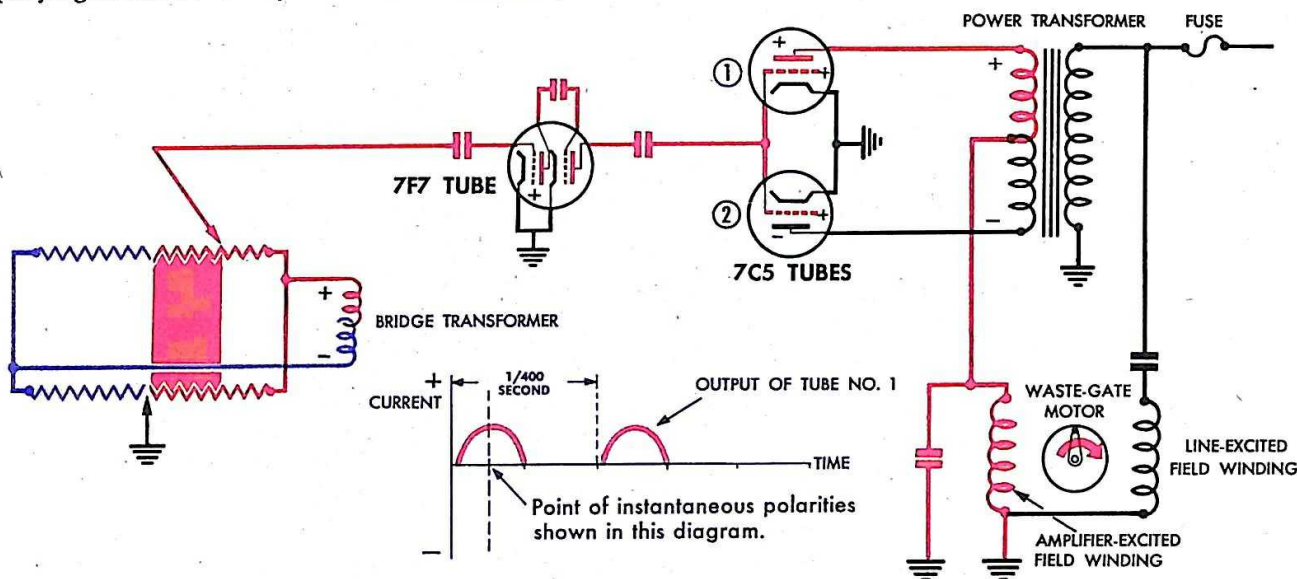 POWER TRANSFORMER
FUSE
+
1
+
+
7F7 TUBE
+
2
+
-
-
7C5 TUBES
+
-
BRIDGE TRANSFORMER
+
CURRENT
1/400
SECOND
OUTPUT OF TUBE NO. 1
TIME
-
Point of instantaneous polarities
shown in this diagram.
WASTE-GATE
MOTOR
LINE-EXCITED
FIELD WINDING
AMPLIFIER-EXCITED
FIELD WINDING